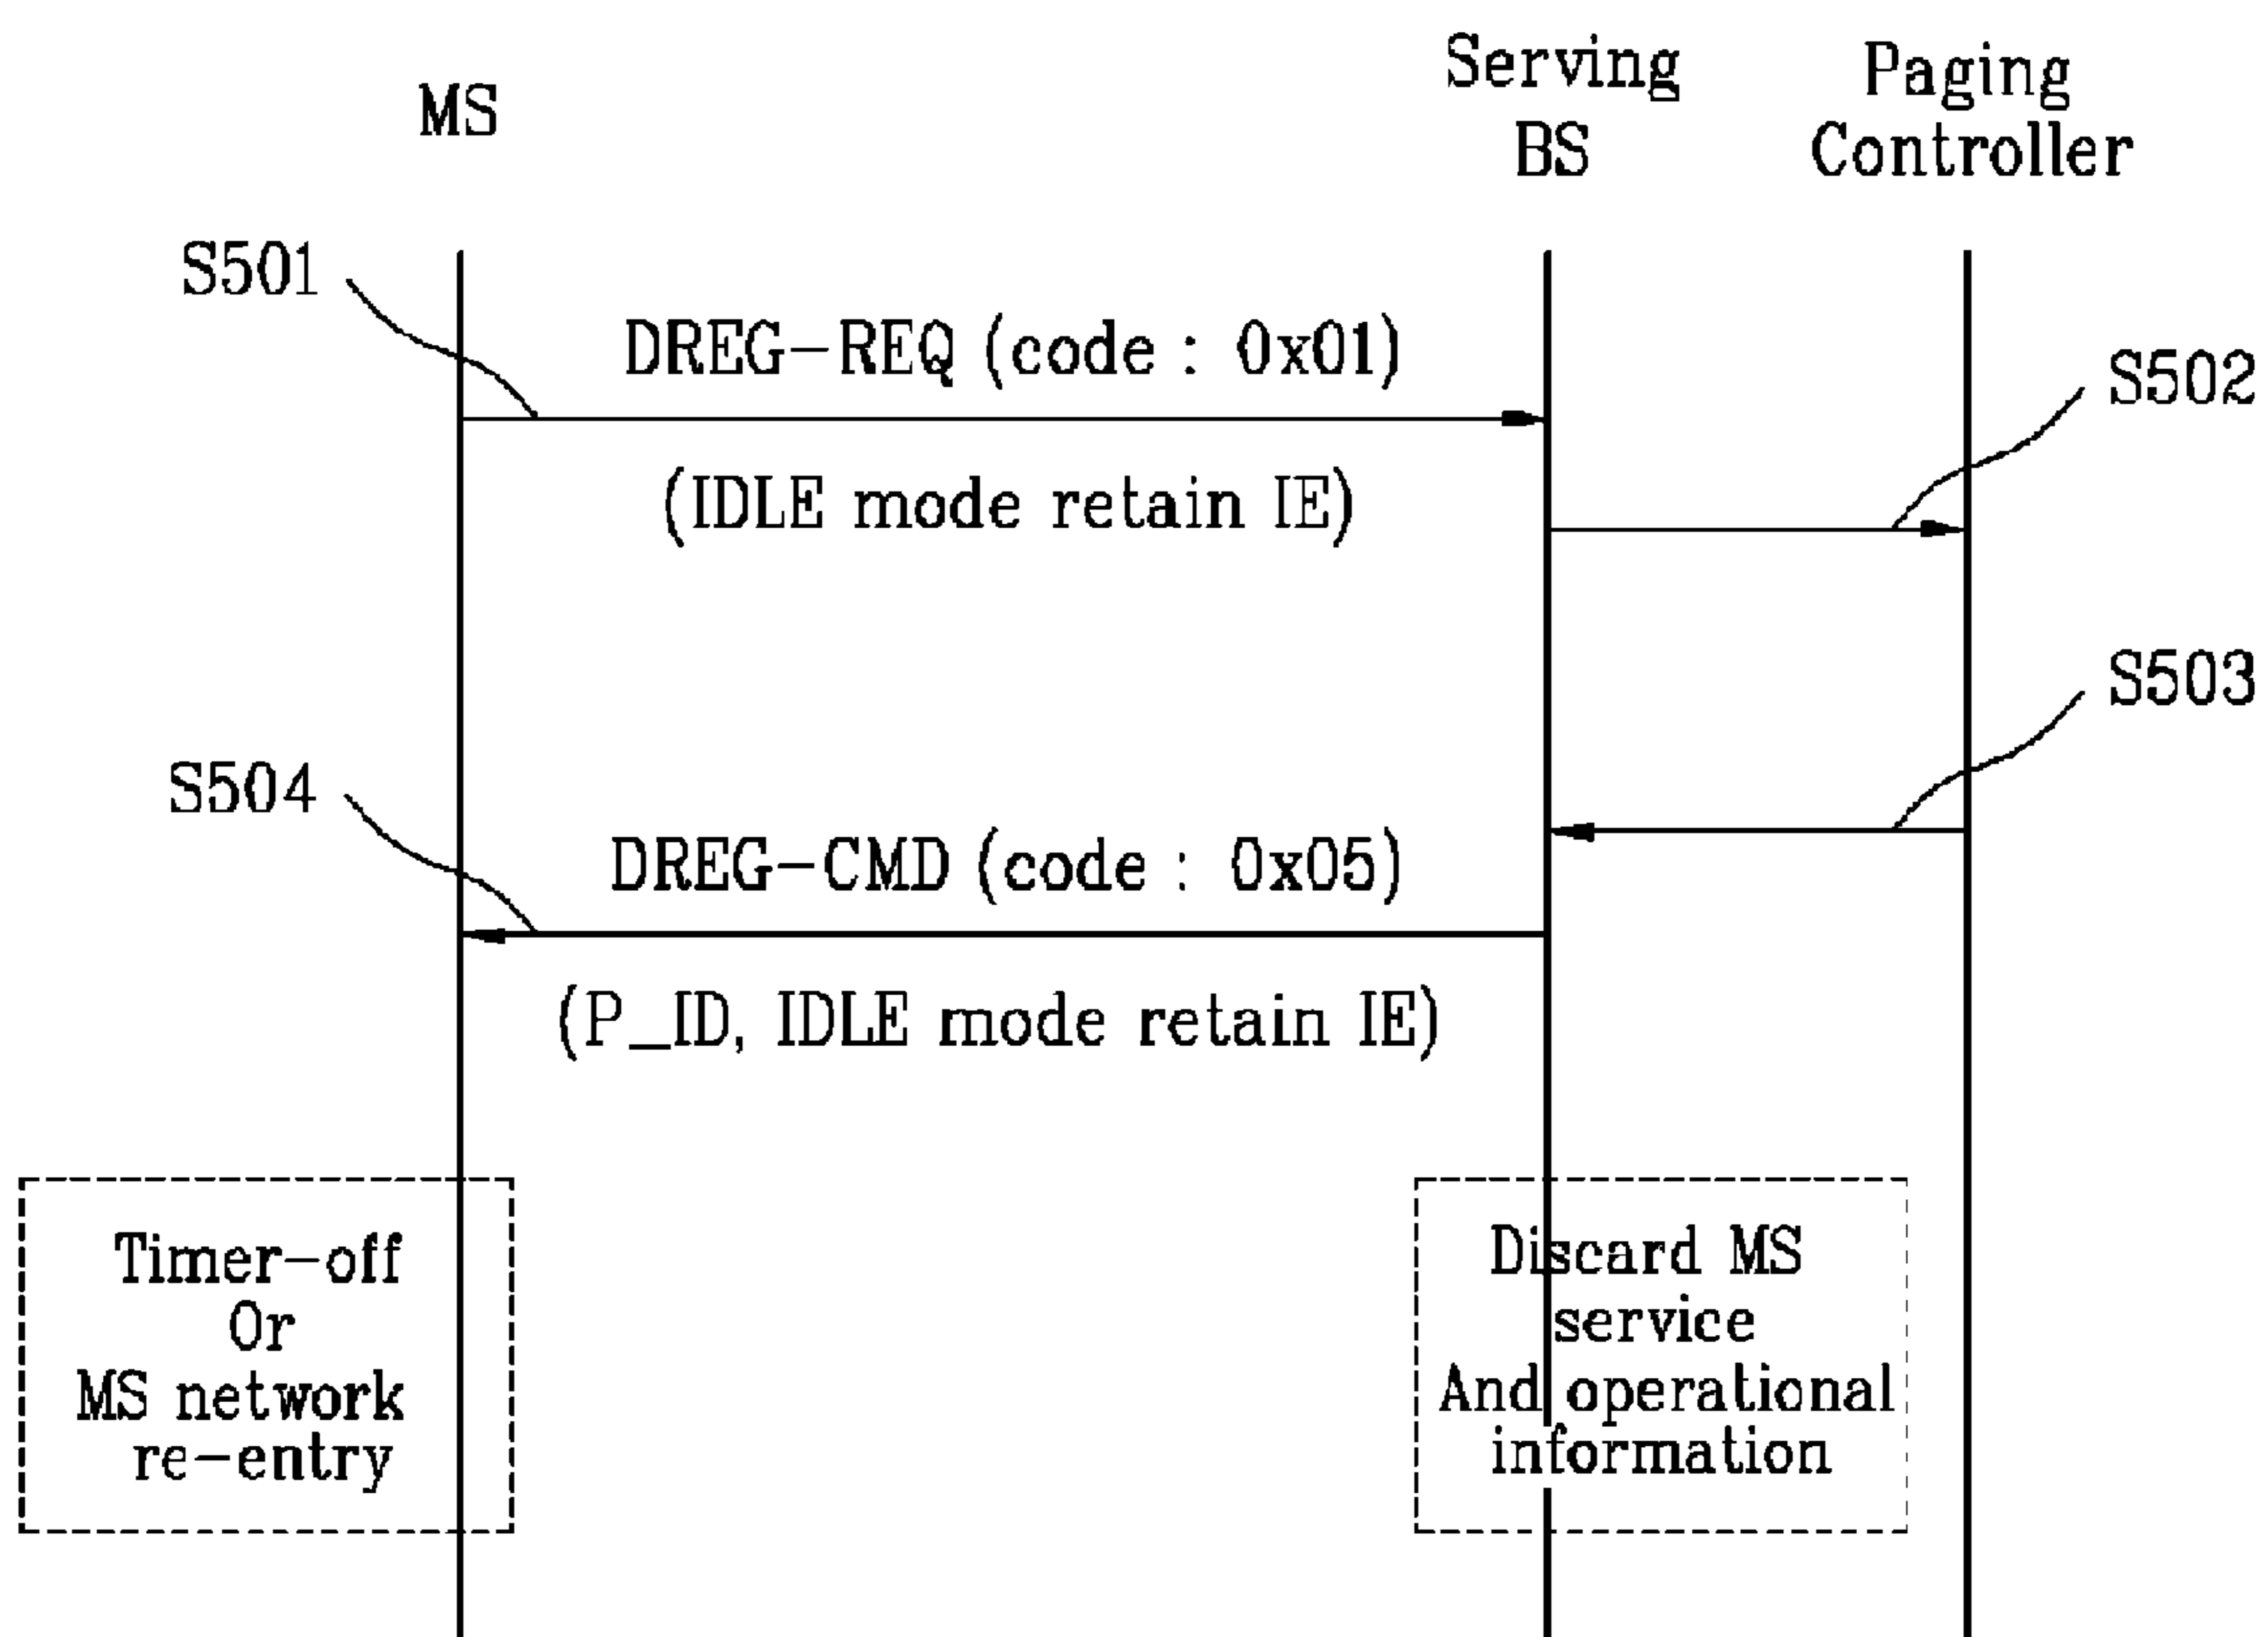 MS
Serving
BS
Paging
Controller
S501
DREG-REQ (code : 0x01)
(IDLE mode retain IE)
S502
S503
S504
DREG-CMD (code : 0x05)
(P_ID, IDLE mode retain IE)
Timer-off
Or
MS network
re-entry
Discard MS
service
And operational
information